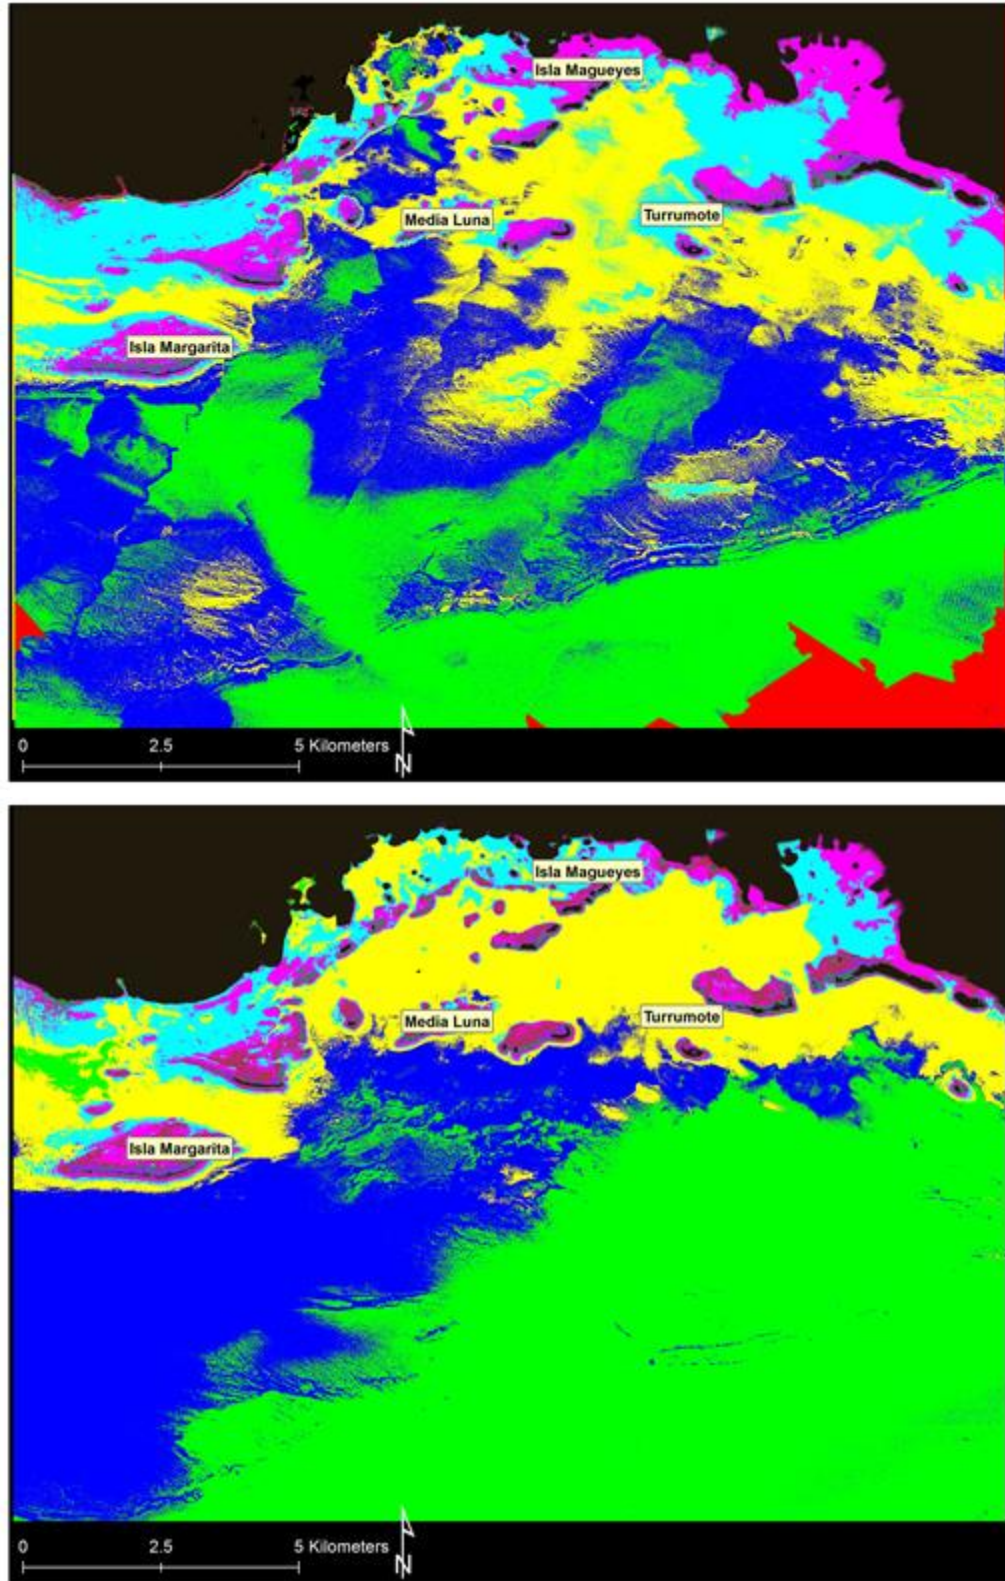 Isla Magueyes
Media Luna
Turrumote
Isla Margarita
0 2.5 5 Kilometers
N
Isla Magueyes
Media Luna
Turrumote
Isla Margarita
0 2.5 5 Kilometers
N